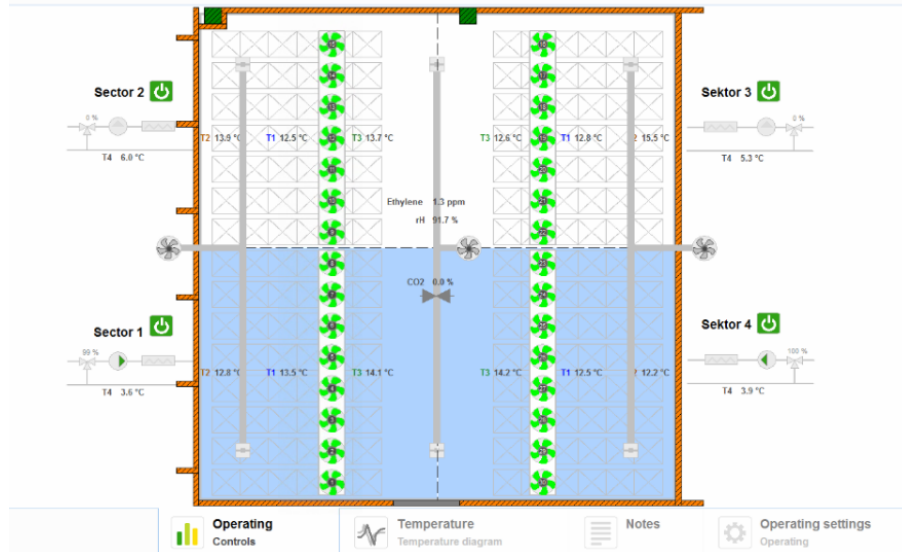 Sector 2
0 %
T4 6.0 °C
T2 13.9 °C
T1 12.5 °C
T3 13.7 °C
T3 12.6 °C
T1 12.8 °C
2 15.5 °C
Sektor 3
0 %
T4 5.3 °C
Ethylene 1.3 ppm
rH 91.7 %
CO2 0.0 %
Sector 1
99 %
T4 3.6 °C
T2 12.8 °C
T1 13.5 °C
T3 14.1 °C
T3 14.2 °C
T1 12.5 °C
2 12.2 °C
Sektor 4
100 %
T4 3.9 °C
Operating
Controls
Temperature
Temperature diagram
Notes
Operating settings
Operating